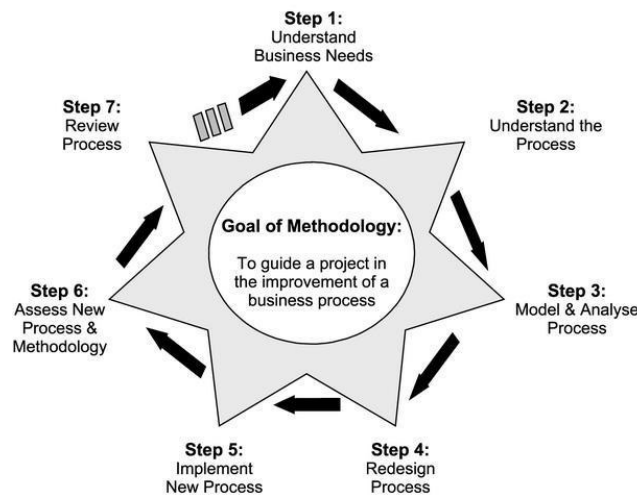 Step 1:
Understand
Business Needs
Step 2:
Understand the
Process
Step 3:
Model & Analyse
Process
Step 4:
Redesign
Process
Step 5:
Implement
New Process
Step 6:
Assess New
Process &
Methodology
Step 7:
Review
Process
Goal of Methodology:
To guide a project in
the improvement of a
business process